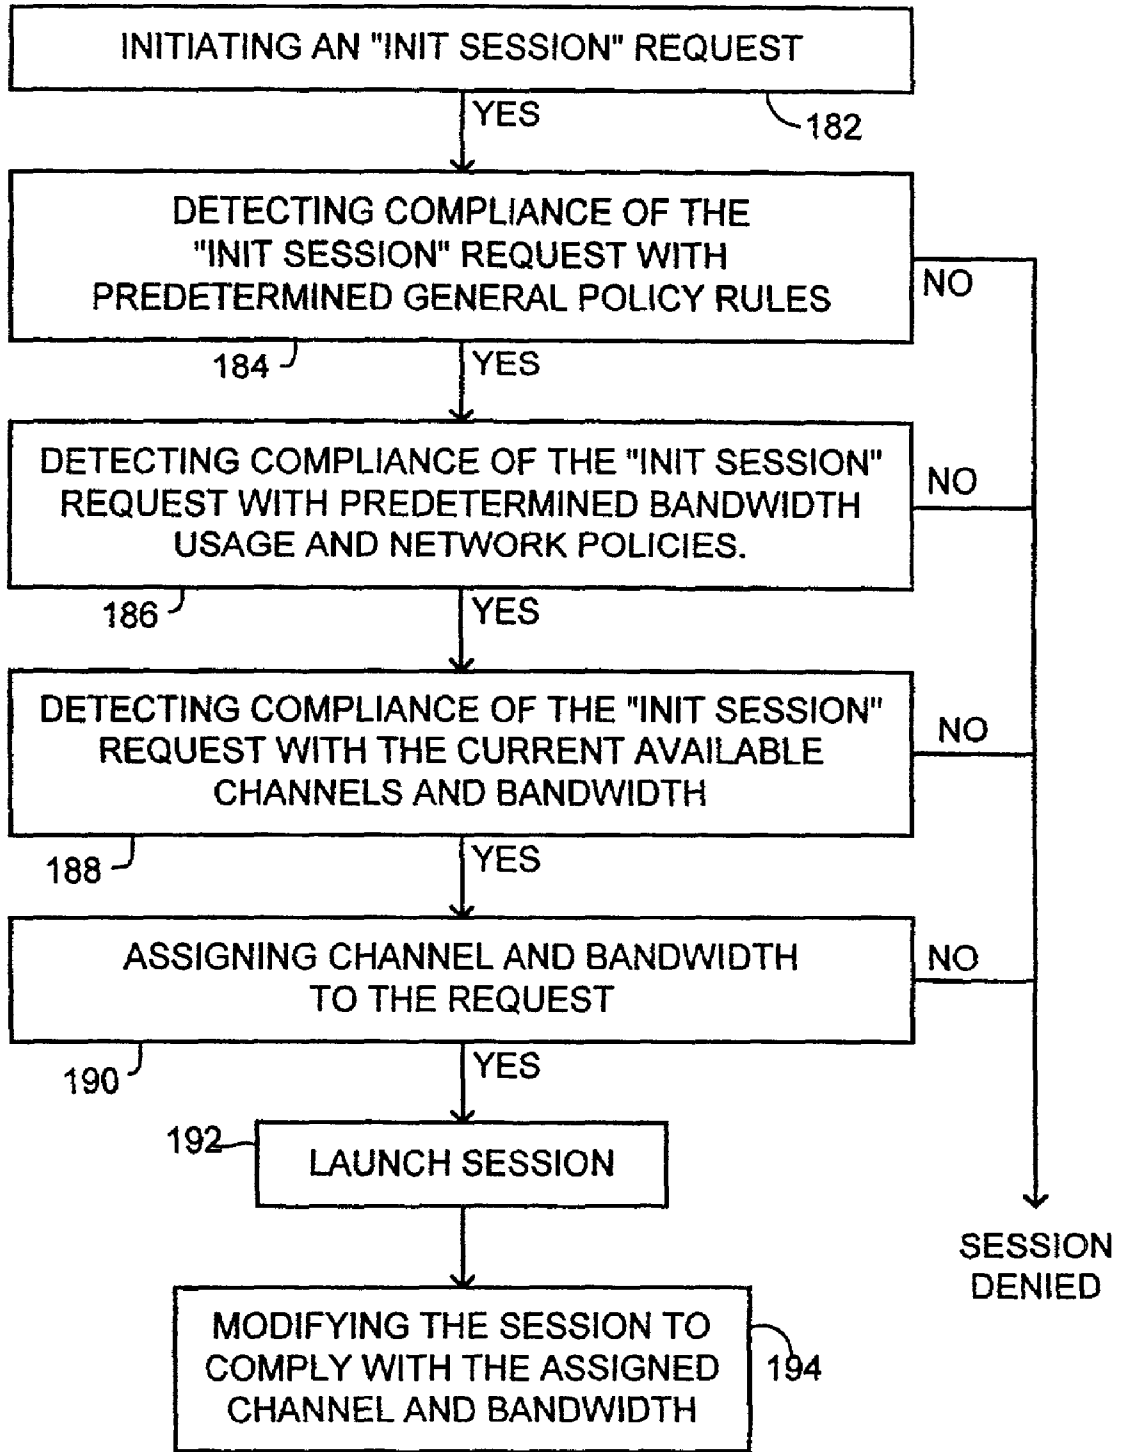 INITIATING AN "INIT SESSION" REQUEST
YES
182
DETECTING COMPLIANCE OF THE
"INIT SESSION" REQUEST WITH
PREDETERMINED GENERAL POLICY RULES
NO
184
YES
DETECTING COMPLIANCE OF THE "INIT SESSION"
REQUEST WITH PREDETERMINED BANDWIDTH
USAGE AND NETWORK POLICIES.
NO
186
YES
DETECTING COMPLIANCE OF THE "INIT SESSION"
REQUEST WITH THE CURRENT AVAILABLE
CHANNELS AND BANDWIDTH
NO
188
YES
ASSIGNING CHANNEL AND BANDWIDTH
TO THE REQUEST
NO
190
YES
192
LAUNCH SESSION
SESSION
DENIED
MODIFYING THE SESSION TO
COMPLY WITH THE ASSIGNED
CHANNEL AND BANDWIDTH
194